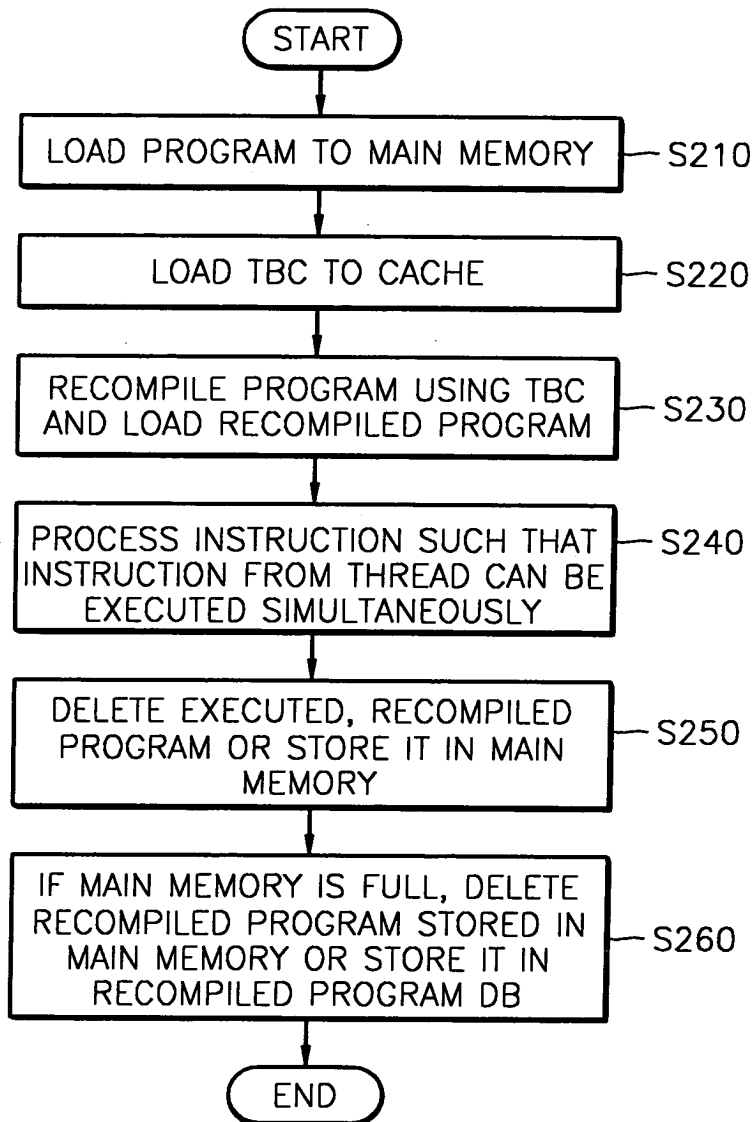 START
LOAD PROGRAM TO MAIN MEMORY
S210
LOAD TBC TO CACHE
S220
RECOMPILE PROGRAM USING TBC
AND LOAD RECOMPILED PROGRAM
S230
PROCESS INSTRUCTION SUCH THAT
INSTRUCTION FROM THREAD CAN BE
EXECUTED SIMULTANEOUSLY
S240
DELETE EXECUTED, RECOMPILED
PROGRAM OR STORE IT IN MAIN
MEMORY
S250
IF MAIN MEMORY IS FULL, DELETE
RECOMPILED PROGRAM STORED IN
MAIN MEMORY OR STORE IT IN
RECOMPILED PROGRAM DB
S260
END